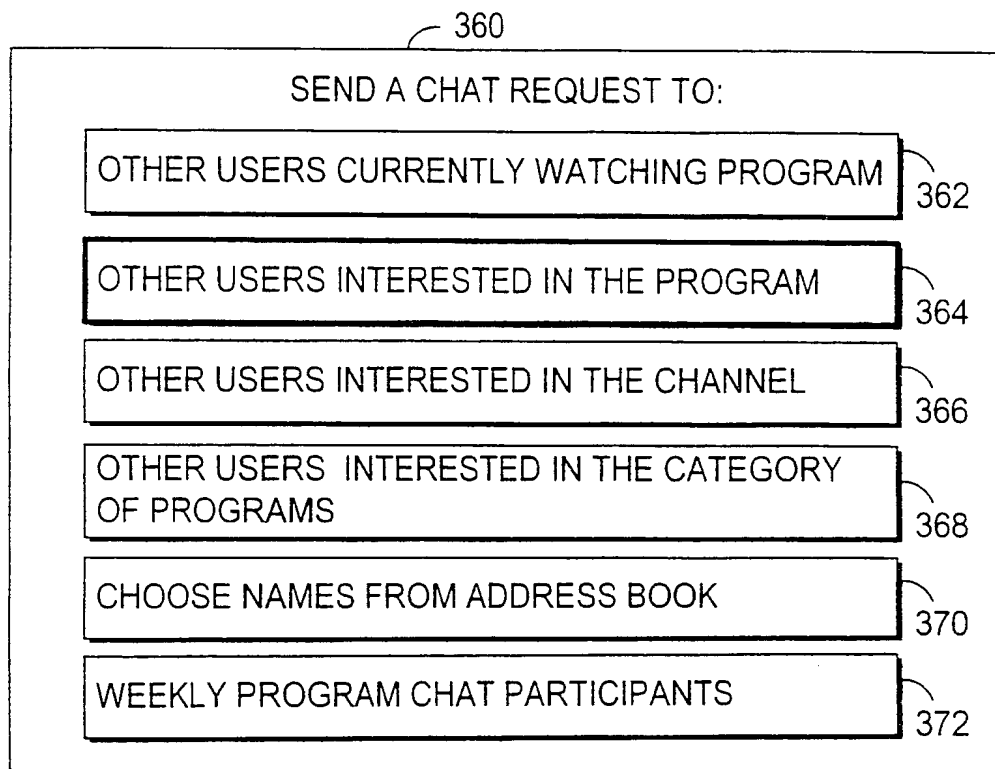 360
SEND A CHAT REQUEST TO:
OTHER USERS CURRENTLY WATCHING PROGRAM
362
OTHER USERS INTERESTED IN THE PROGRAM
364
OTHER USERS INTERESTED IN THE CHANNEL
366
OTHER USERS INTERESTED IN THE CATEGORY
OF PROGRAMS
368
CHOOSE NAMES FROM ADDRESS BOOK
370
WEEKLY PROGRAM CHAT PARTICIPANTS
372